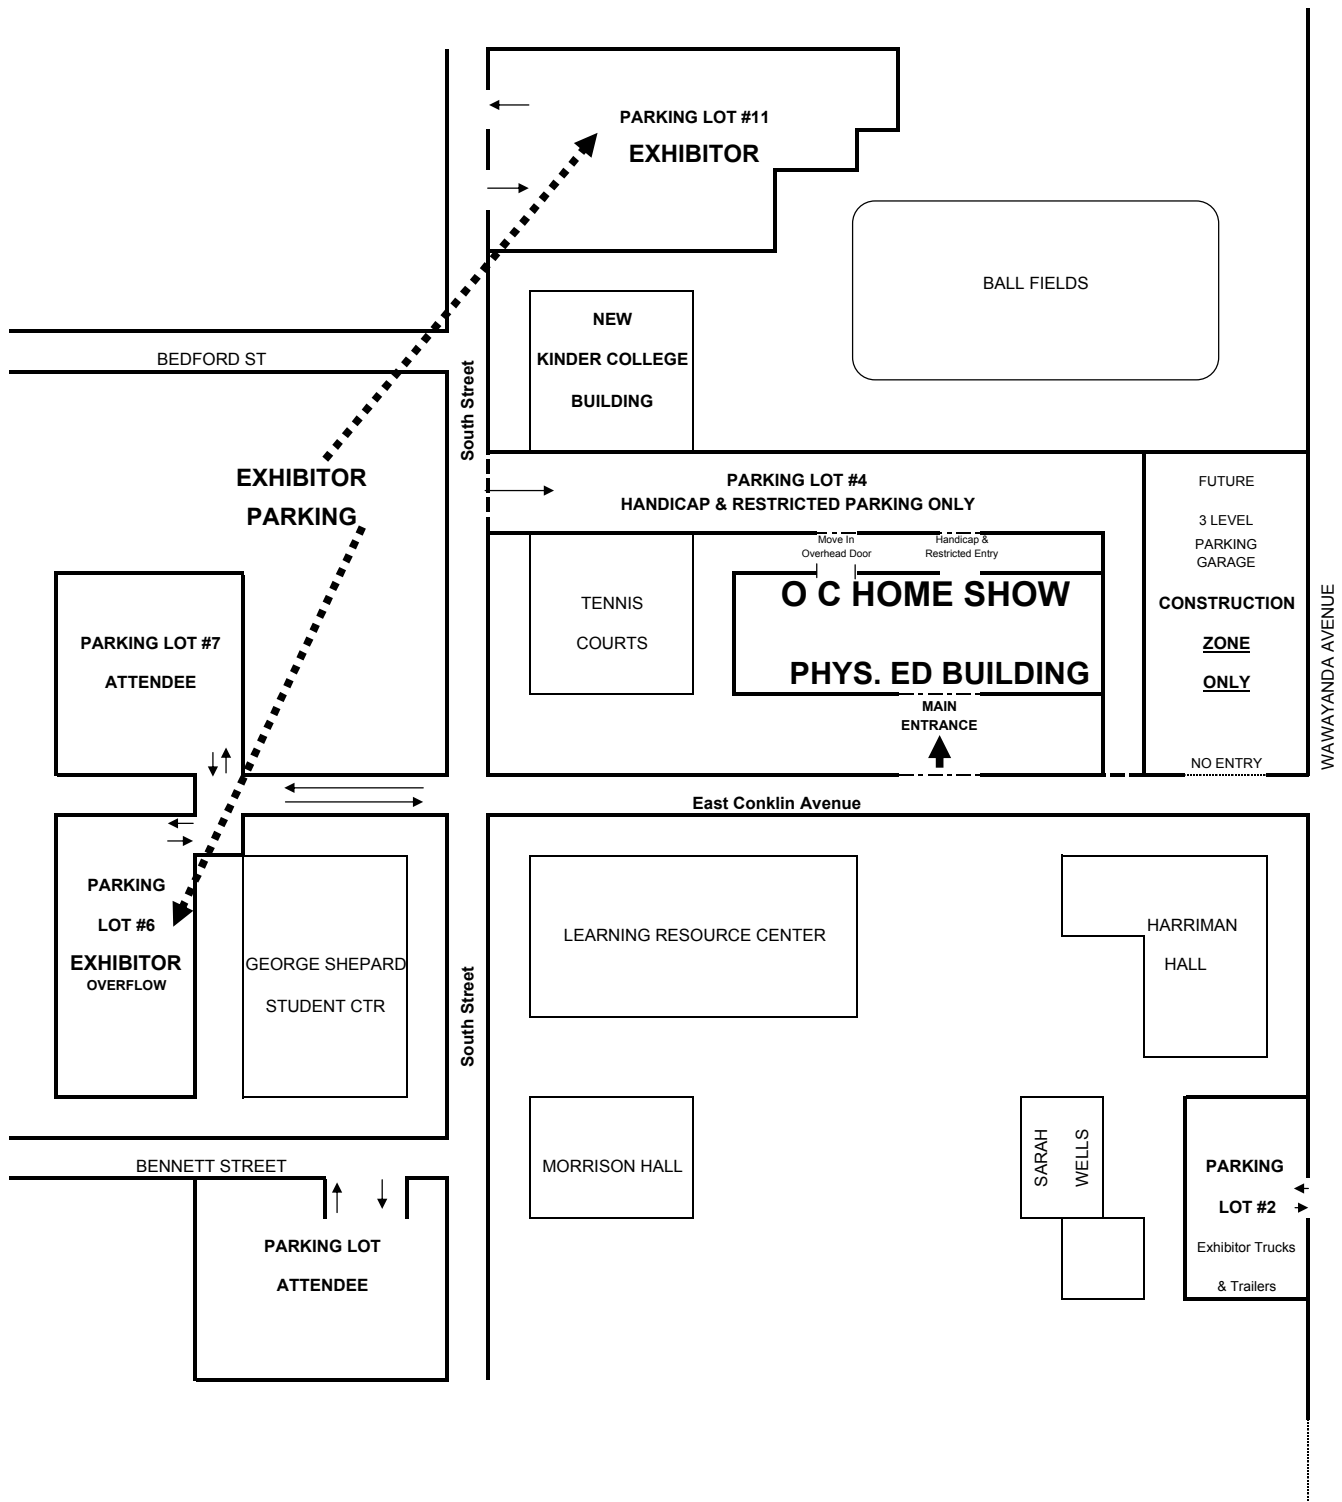 PARKING LOT #11
EXHIBITOR
BALL FIELDS
NEW
KINDER COLLEGE
BUILDING
BEDFORD ST
South Street
EXHIBITOR
PARKING
PARKING LOT #4
HANDICAP & RESTRICTED PARKING ONLY
Move In
Overhead Door
Handicap &
Restricted Entry
FUTURE
3 LEVEL
PARKING
GARAGE
CONSTRUCTION
ZONE
ONLY
NO ENTRY
WAWAYANDA AVENUE
TENNIS
COURTS
O C HOME SHOW
PHYS. ED BUILDING
MAIN
ENTRANCE
PARKING LOT #7
ATTENDEE
East Conklin Avenue
PARKING
LOT #6
EXHIBITOR
OVERFLOW
GEORGE SHEPARD
STUDENT CTR
South Street
LEARNING RESOURCE CENTER
HARRIMAN
HALL
BENNETT STREET
MORRISON HALL
SARAH
WELLS
PARKING
LOT #2
Exhibitor Trucks
& Trailers
PARKING LOT
ATTENDEE